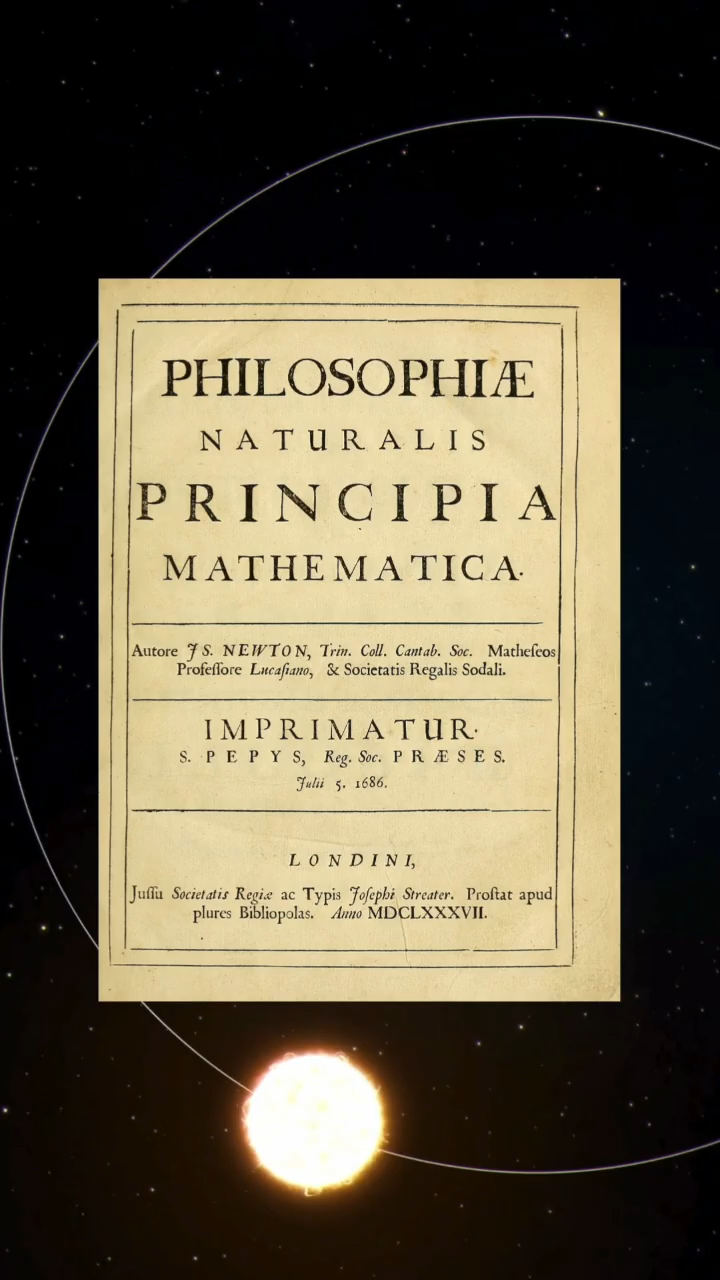 PHILOSOPHIÆ
NATURALIS
PRINCIPIA
MATHEMATICA.
Autore JS. NEWTON, Trin. Coll. Cantab. Soc. Matheſeos
Profeſſore Lucaſiano, & Societatis Regalis Sodali.
IMPRIMATUR.
S. PEPYS, Reg. Soc. PRÆSES.
Julii 5. 1686.
LONDINI,
Juſſu Societatis Regiæ ac Typis Joſephi Streater. Proſtat apud
plures Bibliopolas. Anno MDCLXXXVII.